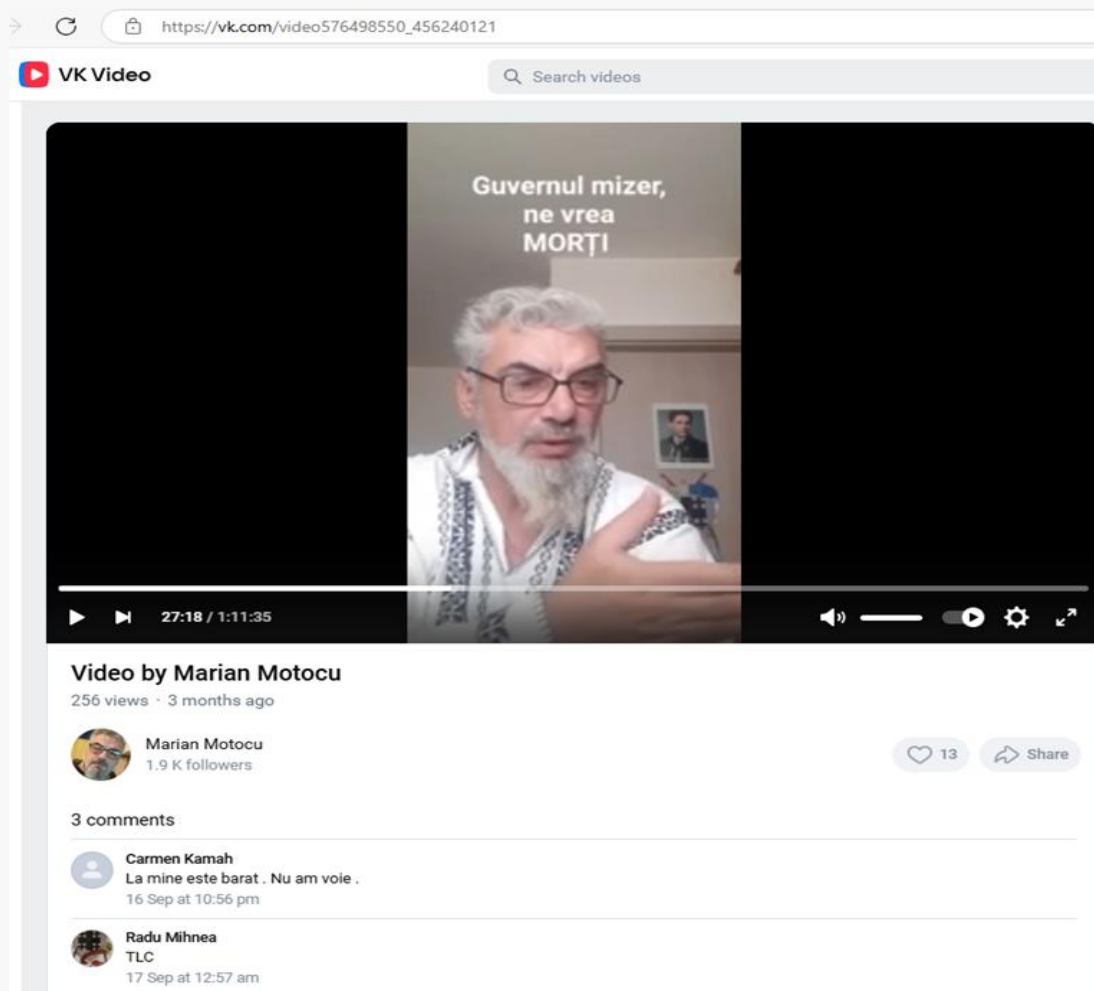 https://vk.com/video576498550_456240121
VK Video
Search videos
Guvernul mizer,
ne vrea
MORȚI
27:18 / 1:11:35
Video by Marian Motocu
256 views · 3 months ago
Marian Motocu
1.9 K followers
13
Share
3 comments
Carmen Kamah
La mine este barat . Nu am voie .
16 Sep at 10:56 pm
Radu Mihnea
TLC
17 Sep at 12:57 am